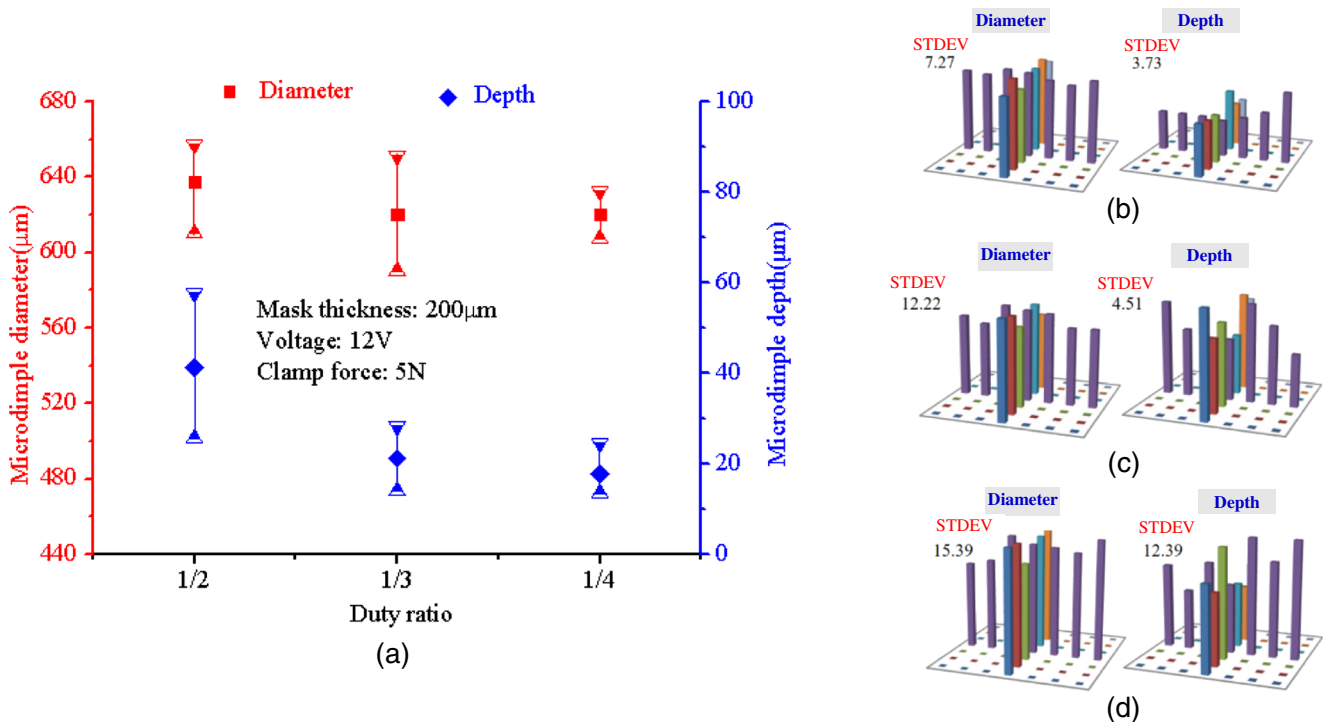 Diameter
Depth
680
640
600
560
520
480
440
Microdimple diameter(μm)
100
80
60
40
20
0
Microdimple depth(μm)
Mask thickness: 200μm
Voltage: 12V
Clamp force: 5N
1/2
1/3
1/4
Duty ratio
(a)
Diameter
Depth
STDEV
7.27
STDEV
3.73
(b)
Diameter
Depth
STDEV
12.22
STDEV
4.51
(c)
Diameter
Depth
STDEV
15.39
STDEV
12.39
(d)